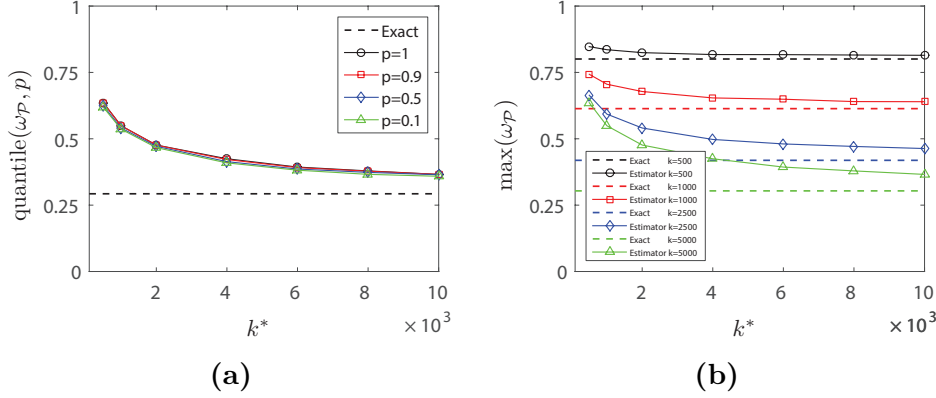 1
0.75
0.5
0.25
0
2
4
6
8
10
× 10³
quantile(ω_𝒫, p)
k*
Exact
p=1
p=0.9
p=0.5
p=0.1
(a)
1
0.75
0.5
0.25
0
2
4
6
8
10
× 10³
max(ω_𝒫)
k*
Exact k=500
Estimator k=500
Exact k=1000
Estimator k=1000
Exact k=2500
Estimator k=2500
Exact k=5000
Estimator k=5000
(b)